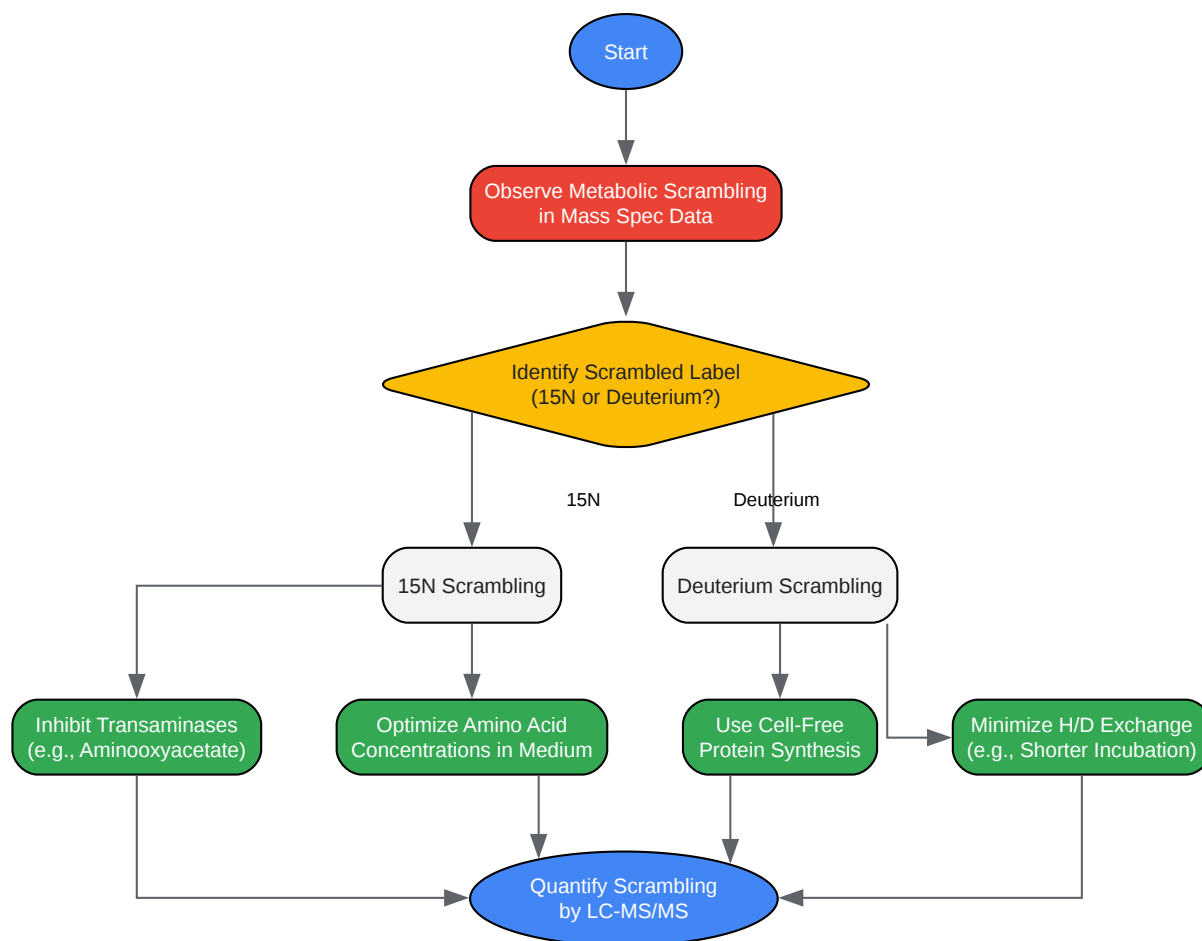 Start
Observe Metabolic Scrambling
in Mass Spec Data
Identify Scrambled Label
(15N or Deuterium?)
15N
Deuterium
15N Scrambling
Deuterium Scrambling
Inhibit Transaminases
(e.g., Aminooxyacetate)
Optimize Amino Acid
Concentrations in Medium
Use Cell-Free
Protein Synthesis
Minimize H/D Exchange
(e.g., Shorter Incubation)
Quantify Scrambling
by LC-MS/MS